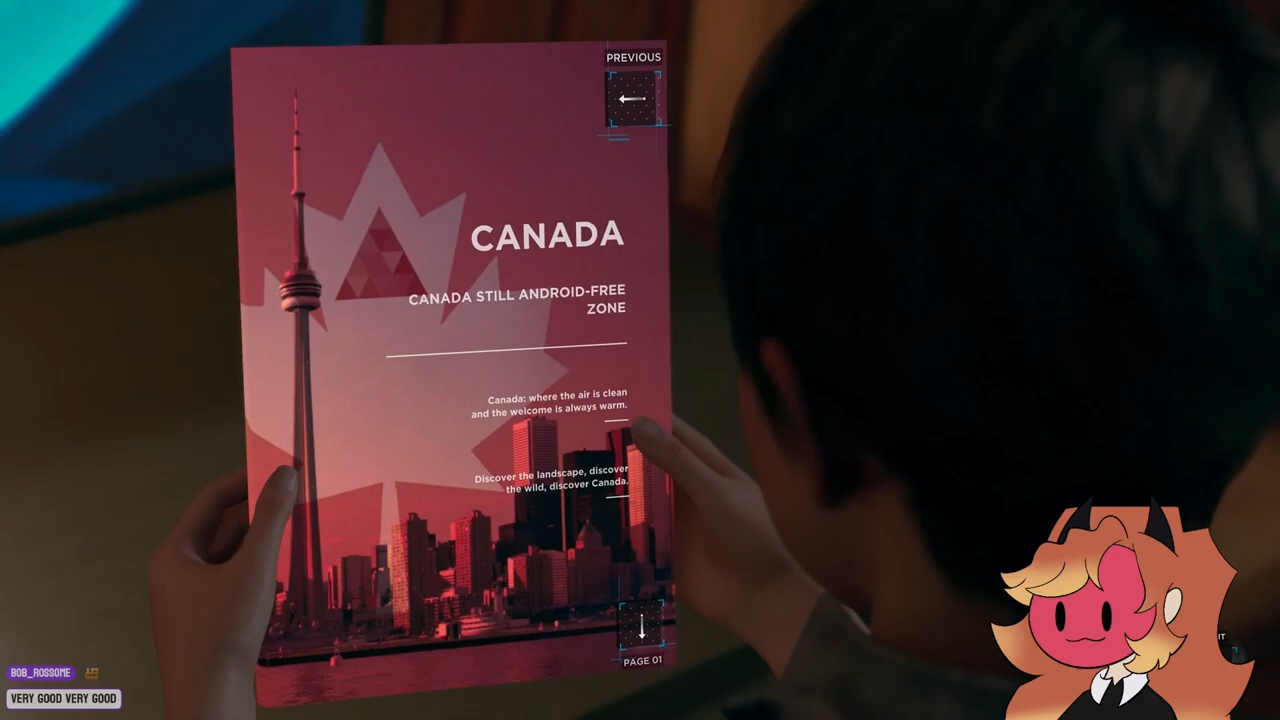 PREVIOUS
CANADA
CANADA STILL ANDROID-FREE
ZONE
Canada: where the air is clean
and the welcome is always warm.
Discover the landscape, discover
the wild, discover Canada.
PAGE 01
IT
BOB_ROSSOME
VERY GOOD VERY GOOD